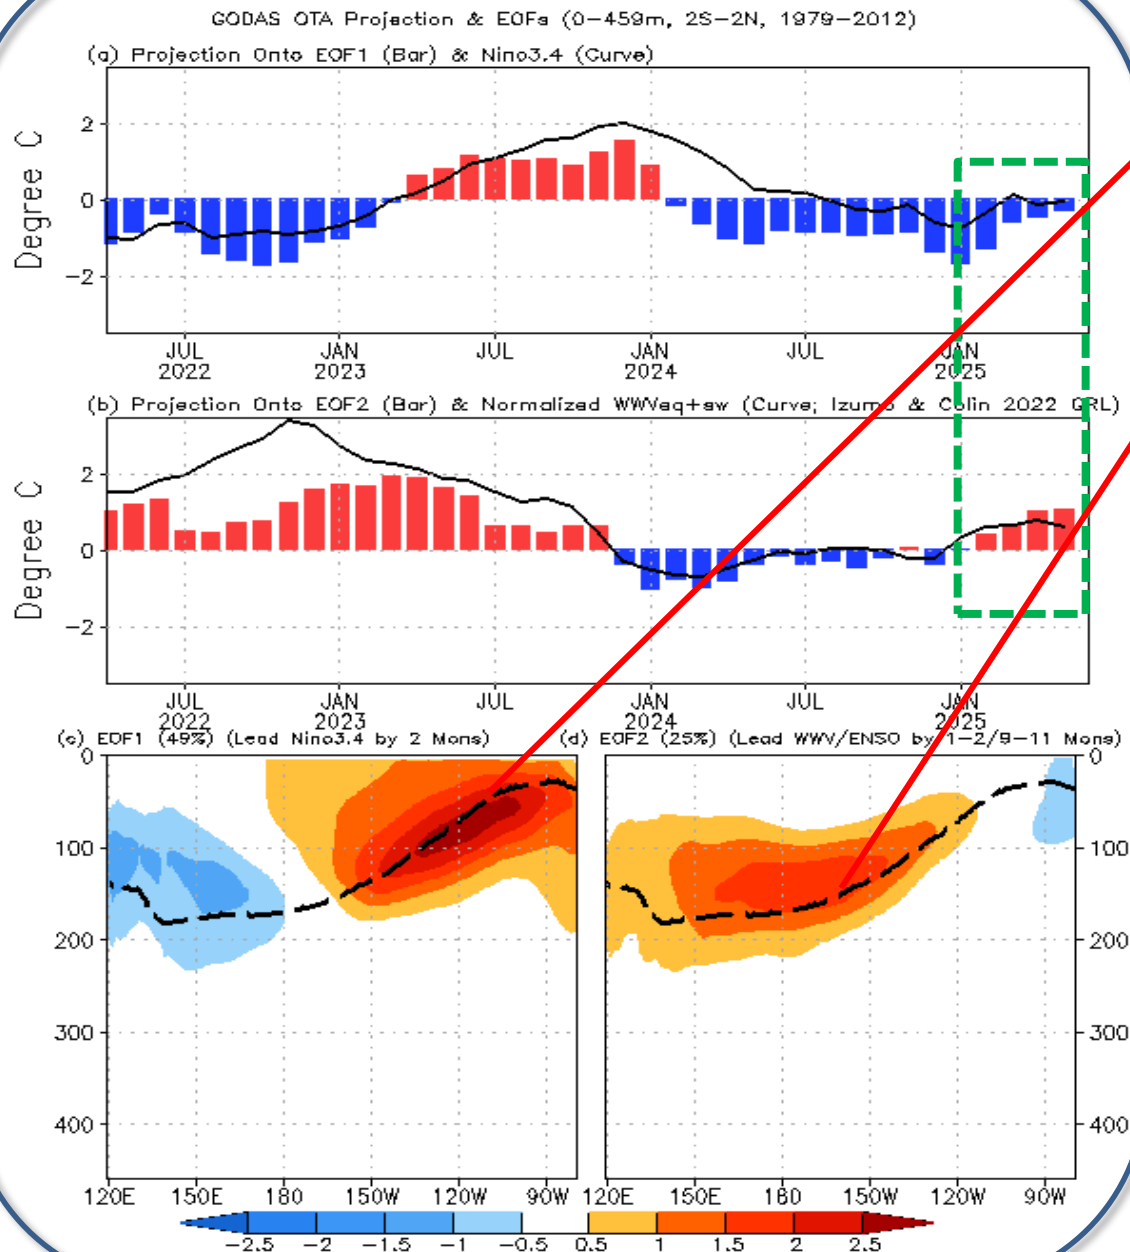 GODAS OTA Projection & EOFs (0-459m, 2S-2N, 1979-2012)
(a) Projection Onto EOF1 (Bar) & Nino3.4 (Curve)
Degree C
2
0
-2
JUL
2022
JAN
2023
JUL
JAN
2024
JUL
JAN
2025
(b) Projection Onto EOF2 (Bar) & Normalized WWVeq+sw (Curve; Izumo & Colin 2022 GRL)
Degree C
2
0
-2
JUL
2022
JAN
2023
JUL
JAN
2024
JUL
JAN
2025
(c) EOF1 (49%) (Lead Nino3.4 by 2 Mons)
0
100
200
300
400
120E 150E 180 150W 120W 90W
(d) EOF2 (25%) (Lead WWV/ENSO by 1-2/9-11 Mons)
0
100
200
300
400
120E 150E 180 150W 120W 90W
-2.5 -2 -1.5 -1 -0.5 0.5 1 1.5 2 2.5